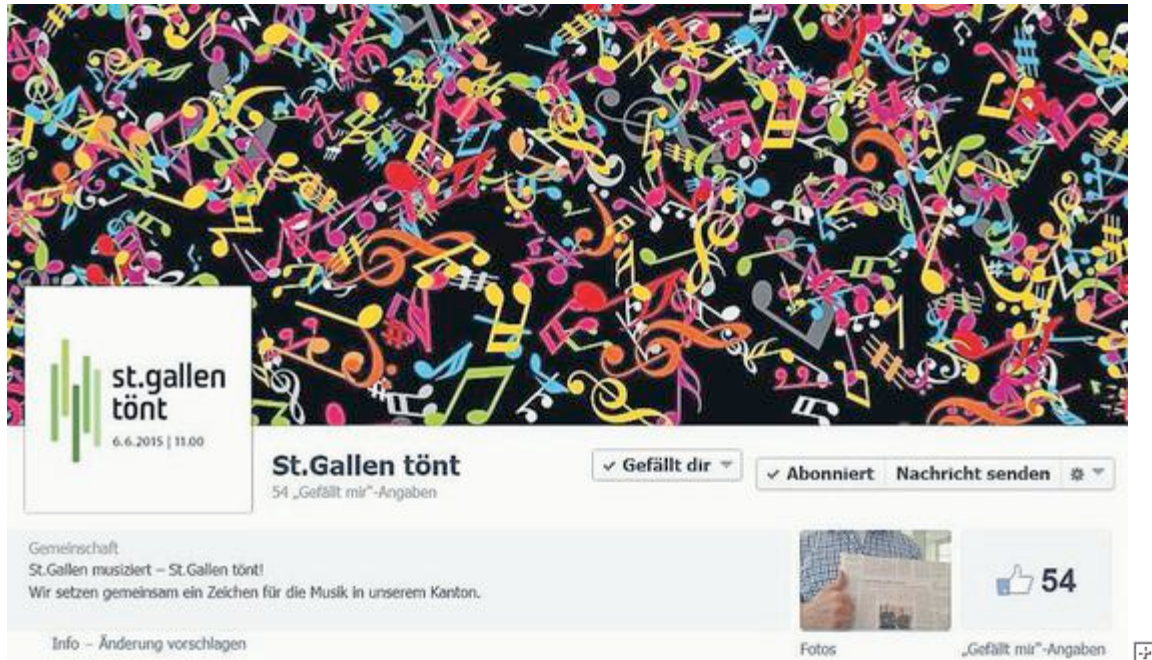 st.gallen
tönt
6.6.2015 | 11.00
St.Gallen tönt
54 „Gefällt mir"-Angaben
Gefällt dir
Abonniert
Nachricht senden
Gemeinschaft
St.Gallen musiziert – St.Gallen tönt!
Wir setzen gemeinsam ein Zeichen für die Musik in unserem Kanton.
Info – Änderung vorschlagen
54
Fotos
„Gefällt mir"-Angaben